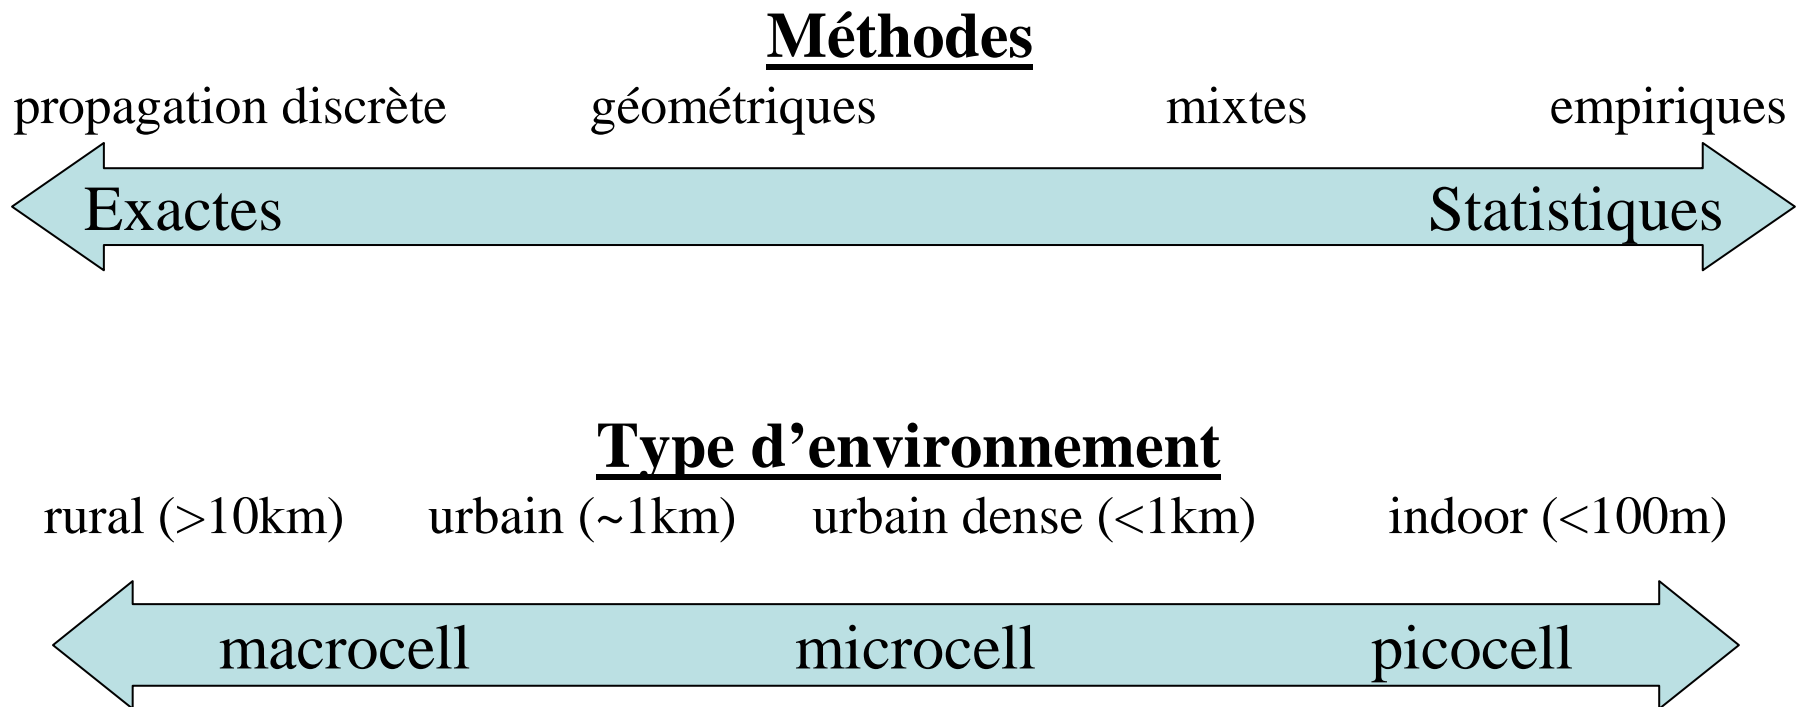 Méthodes
propagation discrète géométriques mixtes empiriques
Exactes Statistiques
Type d’environnement
rural (>10km) urbain (~1km) urbain dense (<1km) indoor (<100m)
macrocell microcell picocell